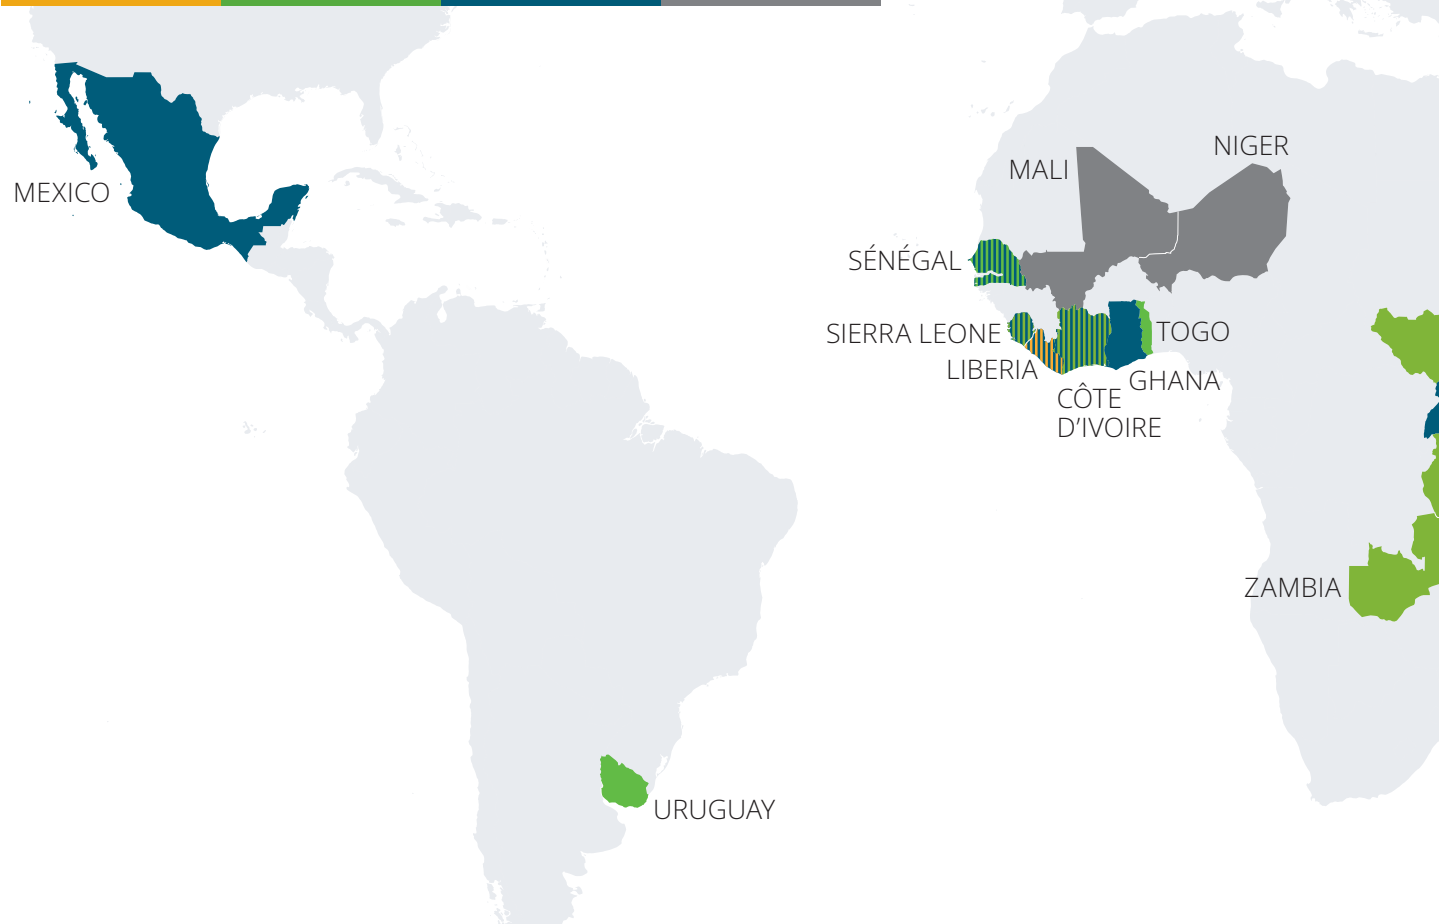 NIGER
MALI
MEXICO
SÉNÉGAL
SIERRA LEONE
TOGO
LIBERIA
GHANA
CÔTE
D’IVOIRE
ZAMBIA
URUGUAY